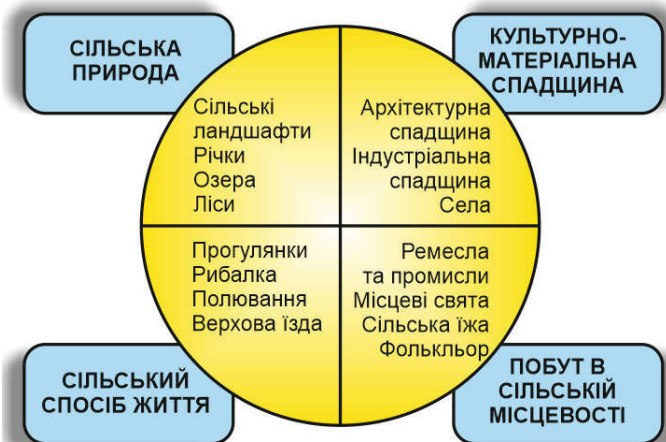 СІЛЬСЬКА
ПРИРОДА
КУЛЬТУРНО-
МАТЕРІАЛЬНА
СПАДЩИНА
Сільські
ландшафти
Річки
Озера
Ліси
Архітектурна
спадщина
Індустріальна
спадщина
Села
Прогулянки
Рибалка
Полювання
Верхова їзда
Ремесла
та промисли
Місцеві свята
Сільська їжа
Фольклор
СІЛЬСЬКИЙ
СПОСІБ ЖИТТЯ
ПОБУТ В
СІЛЬСЬКІЙ
МІСЦЕВОСТІ